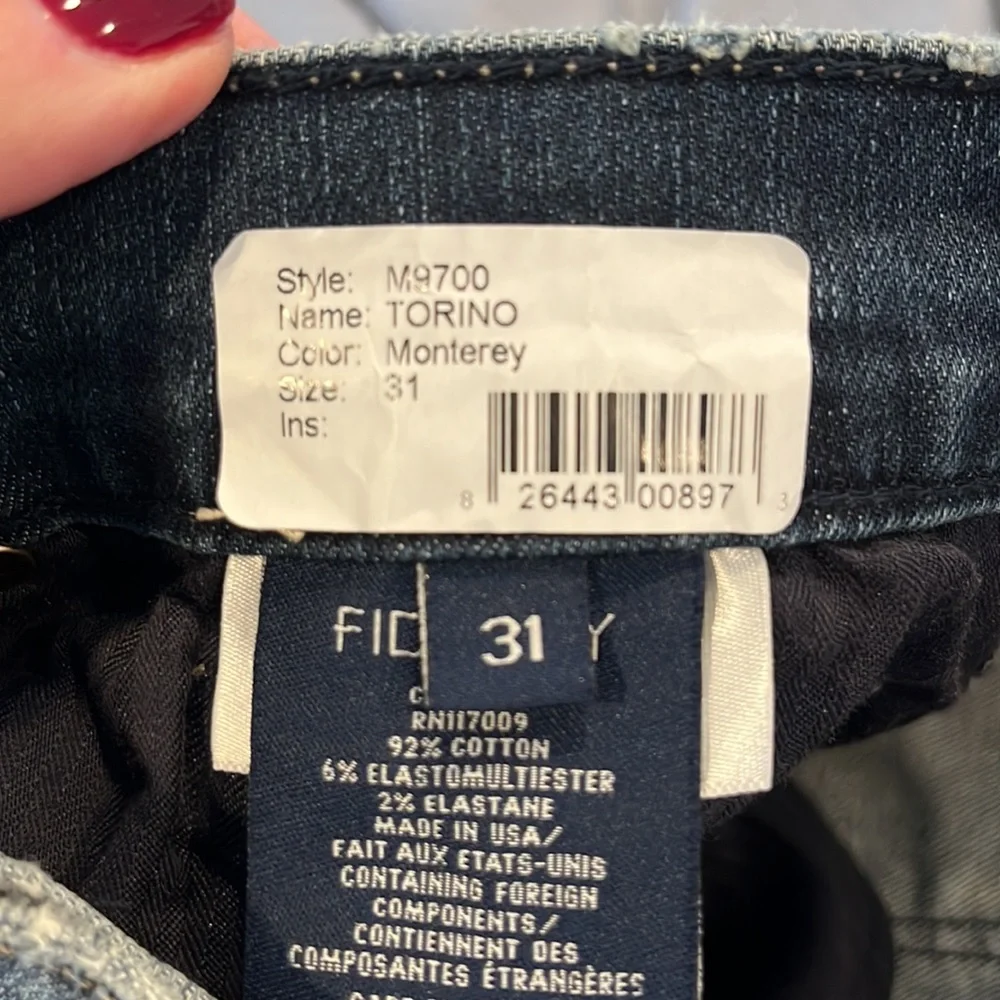 Style: M9700
Name: TORINO
Color: Monterey
Size: 31
Ins:
8 26443 00897 3
31
RN117009
92% COTTON
6% ELASTOMULTIESTER
2% ELASTANE
MADE IN USA/
FAIT AUX ETATS-UNIS
CONTAINING FOREIGN
COMPONENTS/
CONTIENNENT DES
COMPOSANTES ÉTRANGÈRES